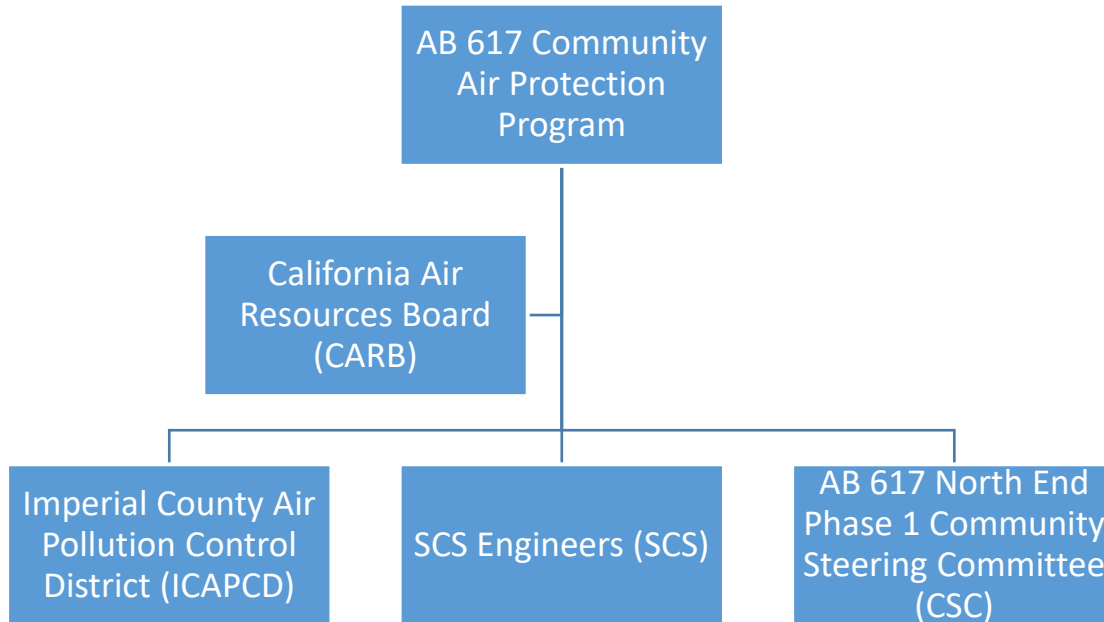 AB 617 Community
Air Protection
Program
California Air
Resources Board
(CARB)
Imperial County Air
Pollution Control
District (ICAPCD)
SCS Engineers (SCS)
AB 617 North End
Phase 1 Community
Steering Committee
(CSC)